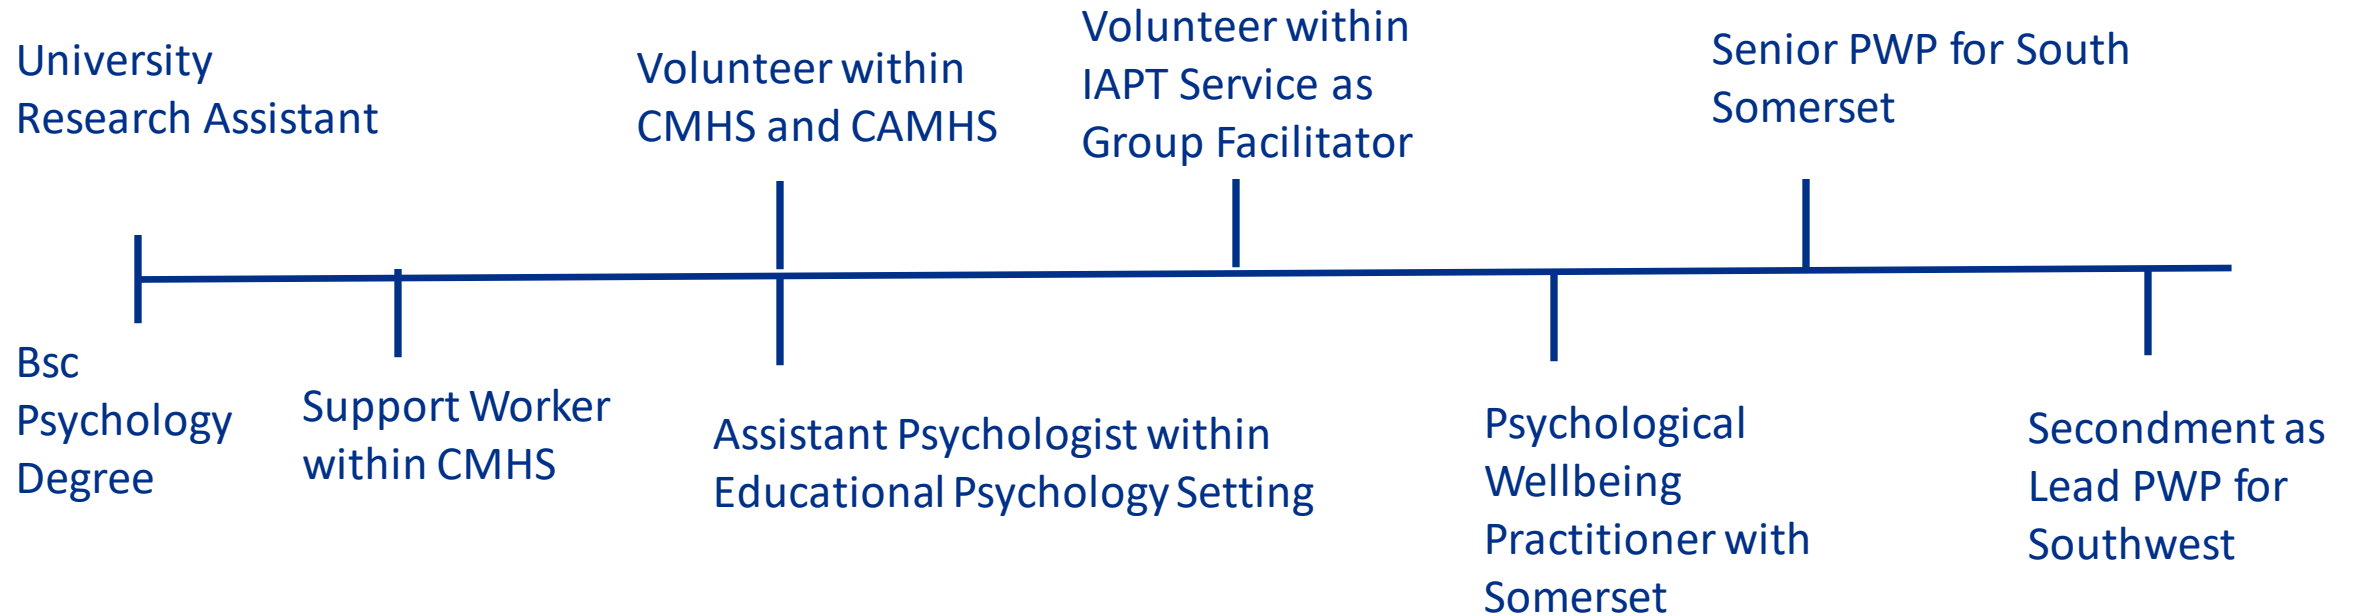 University
Research Assistant
Bsc
Psychology
Degree
Support Worker
within CMHS
Volunteer within
CMHS and CAMHS
Assistant Psychologist within
Educational Psychology Setting
Volunteer within
IAPT Service as
Group Facilitator
Psychological
Wellbeing
Practitioner with
Somerset
Senior PWP for South
Somerset
Secondment as
Lead PWP for
Southwest